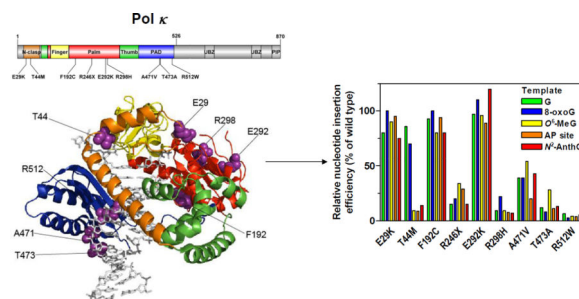 Pol κ
1
526
870
N-clasp
Finger
Palm
Thumb
PAD
UBZ
UBZ
PIP
E29K
T44M
F192C
R246X
E292K
R298H
A471V
T473A
R512W
E29
T44
R298
E292
R512
A471
T473
F192
Relative nucleotide insertion
efficiency (% of wild type)
100
50
0
Template
G
8-oxoG
O⁶-MeG
AP site
N²-AnthG
E29K
T44M
F192C
R246X
E292K
R298H
A471V
T473A
R512W